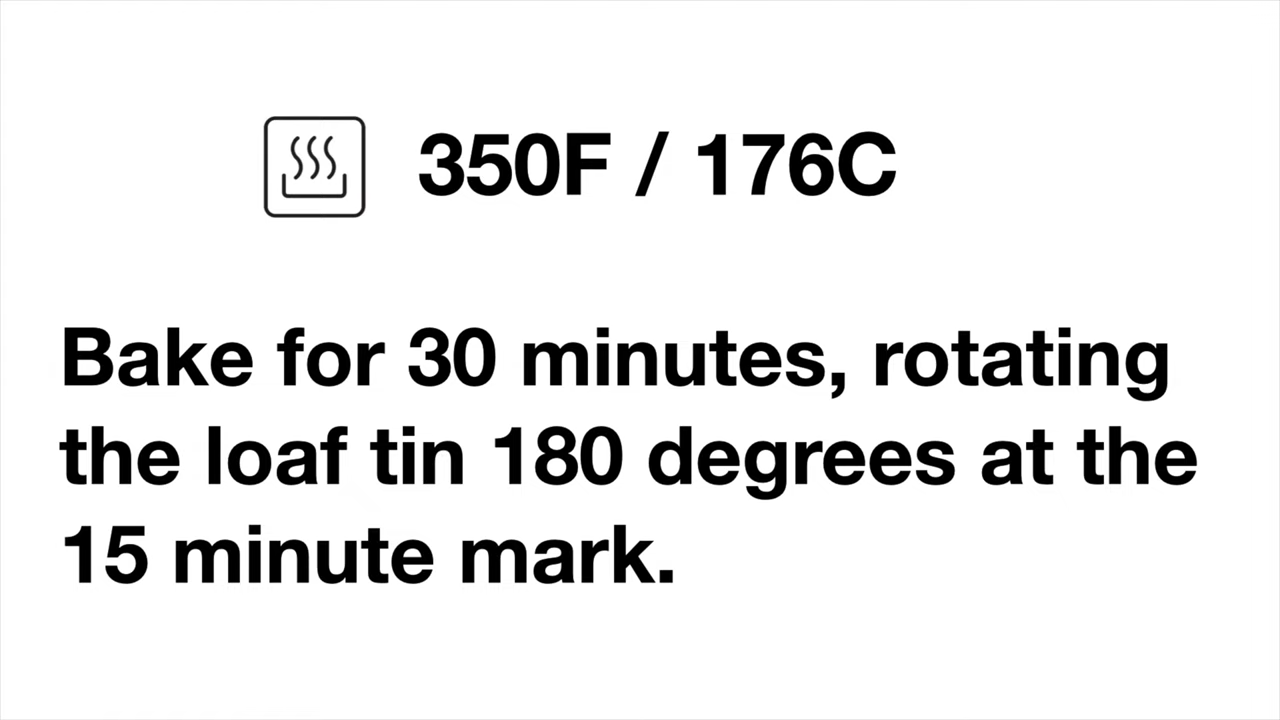 350F / 176C
Bake for 30 minutes, rotating
the loaf tin 180 degrees at the
15 minute mark.